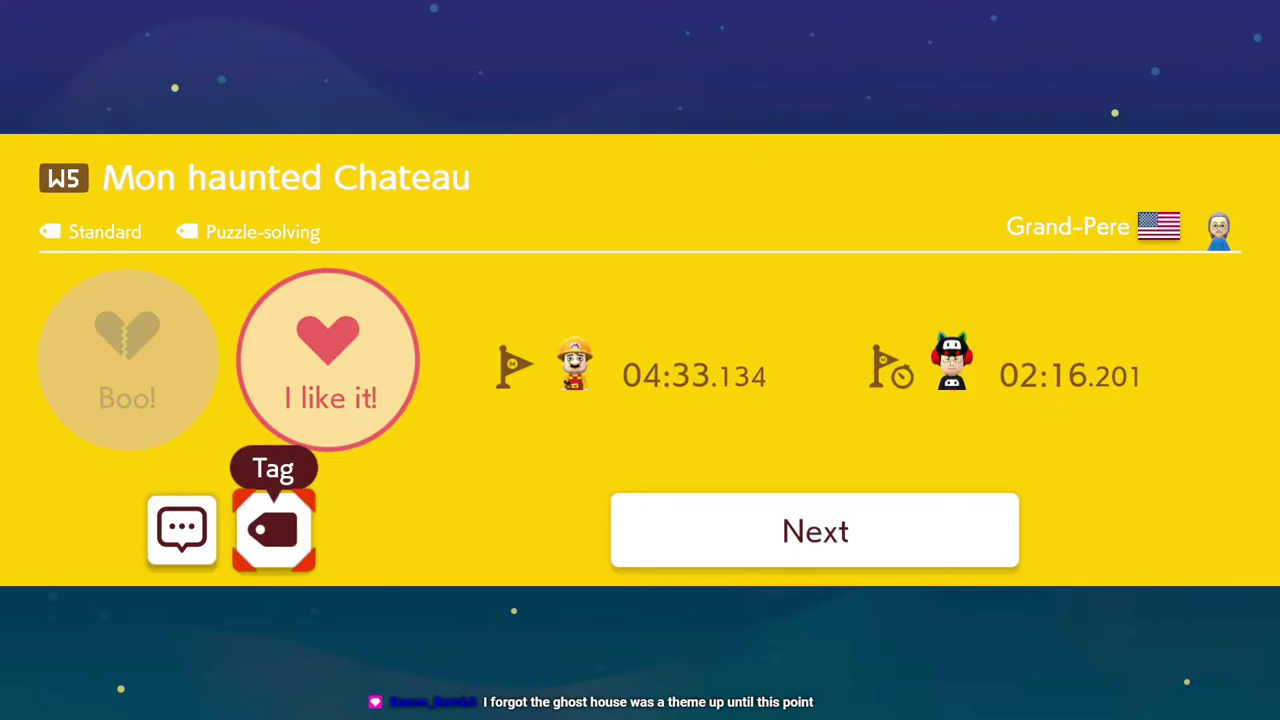 W5 Mon haunted Chateau
Standard Puzzle-solving
Grand-Pere
Boo!
I like it!
04:33.134
02:16.201
Tag
Next
I forgot the ghost house was a theme up until this point